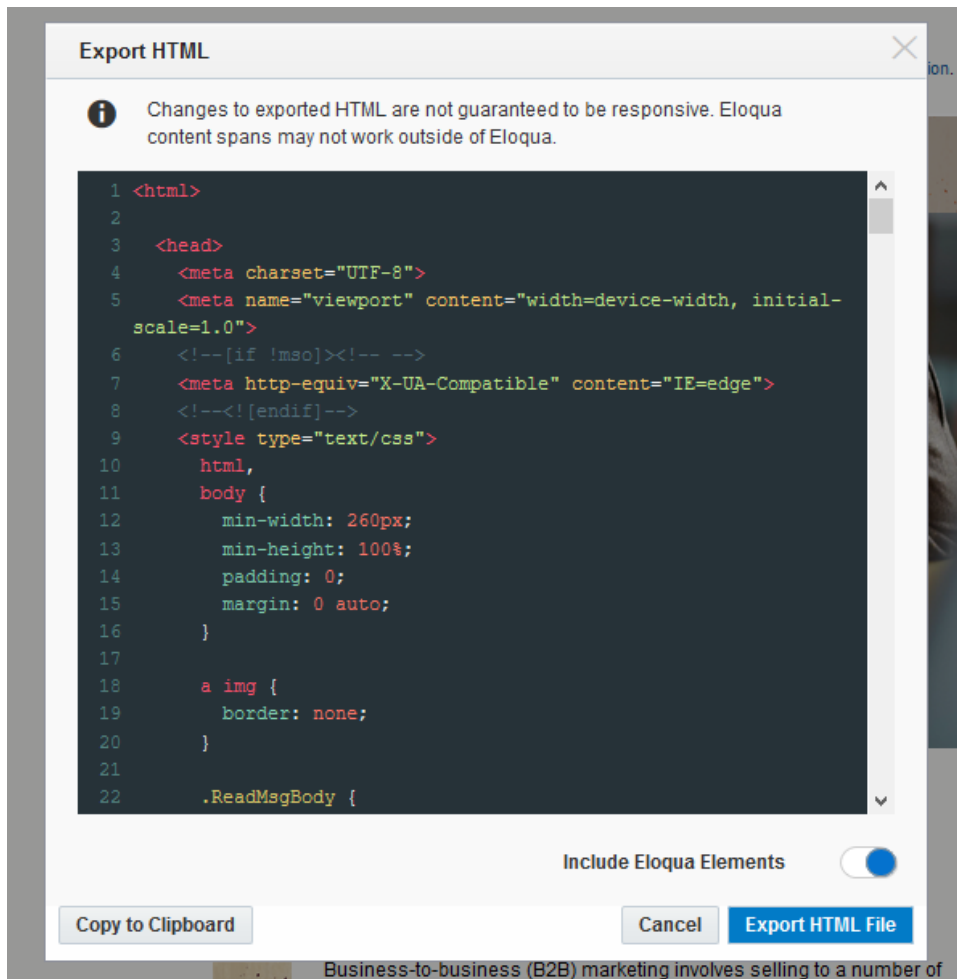 Export HTML
ion.
Changes to exported HTML are not guaranteed to be responsive. Eloqua
content spans may not work outside of Eloqua.
1 <html>
2
3   <head>
4     <meta charset="UTF-8">
5     <meta name="viewport" content="width=device-width, initial-
scale=1.0">
6     <!--[if !mso]><!-- -->
7     <meta http-equiv="X-UA-Compatible" content="IE=edge">
8     <!--<![endif]-->
9     <style type="text/css">
10       html,
11       body {
12         min-width: 260px;
13         min-height: 100%;
14         padding: 0;
15         margin: 0 auto;
16       }
17
18       a img {
19         border: none;
20       }
21
22       .ReadMsgBody {
Include Eloqua Elements
Copy to Clipboard
Cancel
Export HTML File
Business-to-business (B2B) marketing involves selling to a number of